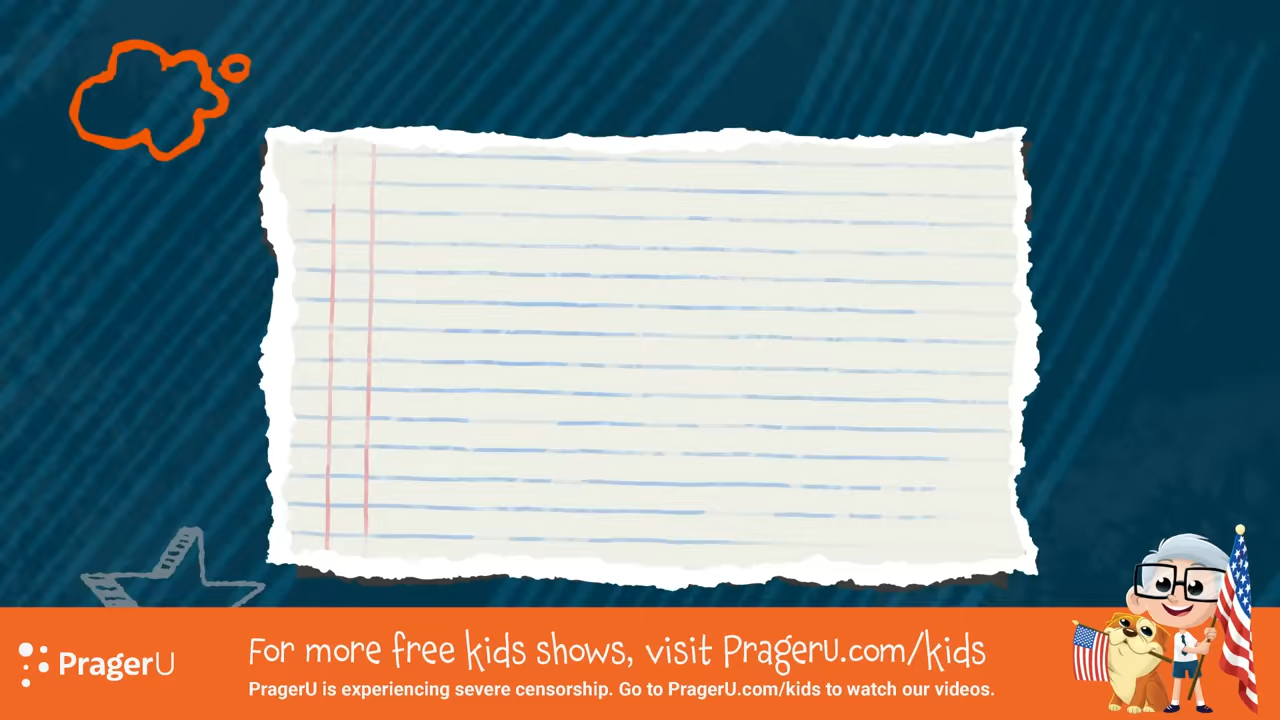 PragerU
For more free kids shows, visit PragerU.com/kids
PragerU is experiencing severe censorship. Go to PragerU.com/kids to watch our videos.